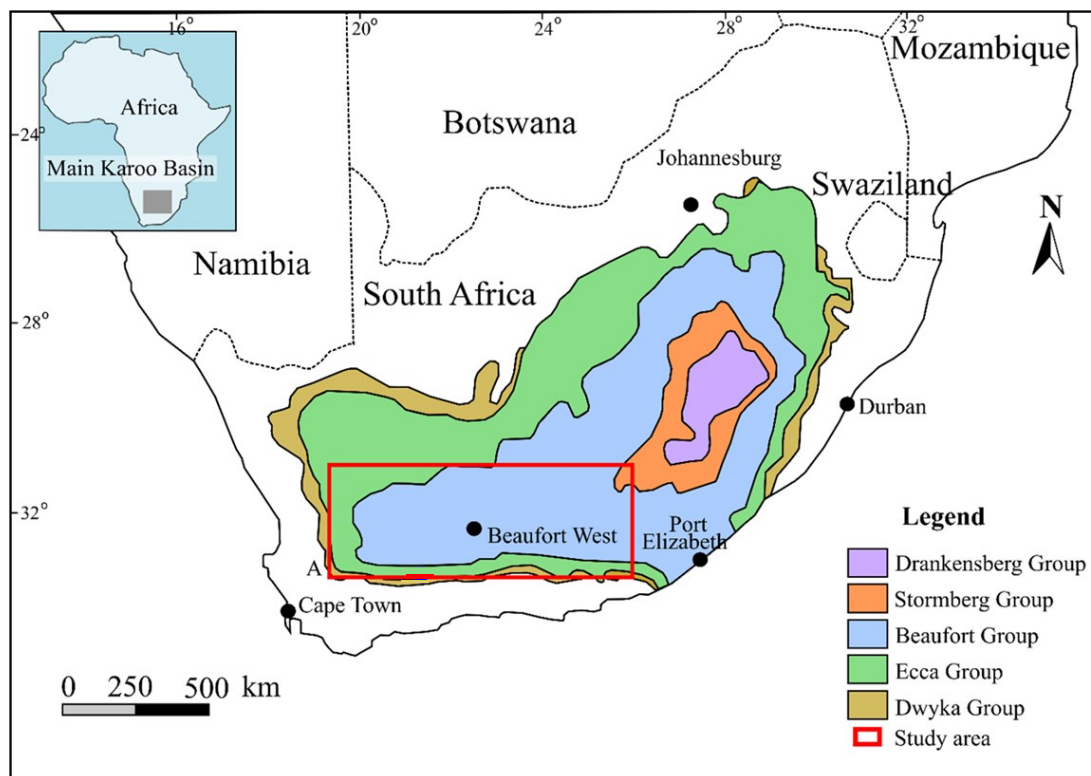 16°
24°
28°
32°
Mozambique
Africa
Main Karoo Basin
24°
Botswana
Johannesburg
Swaziland
N
Namibia
South Africa
28°
Durban
32°
Beaufort West
Port
Elizabeth
A
Cape Town
Legend
Drankensberg Group
Stormberg Group
Beaufort Group
Ecca Group
Dwyka Group
Study area
0 250 500 km